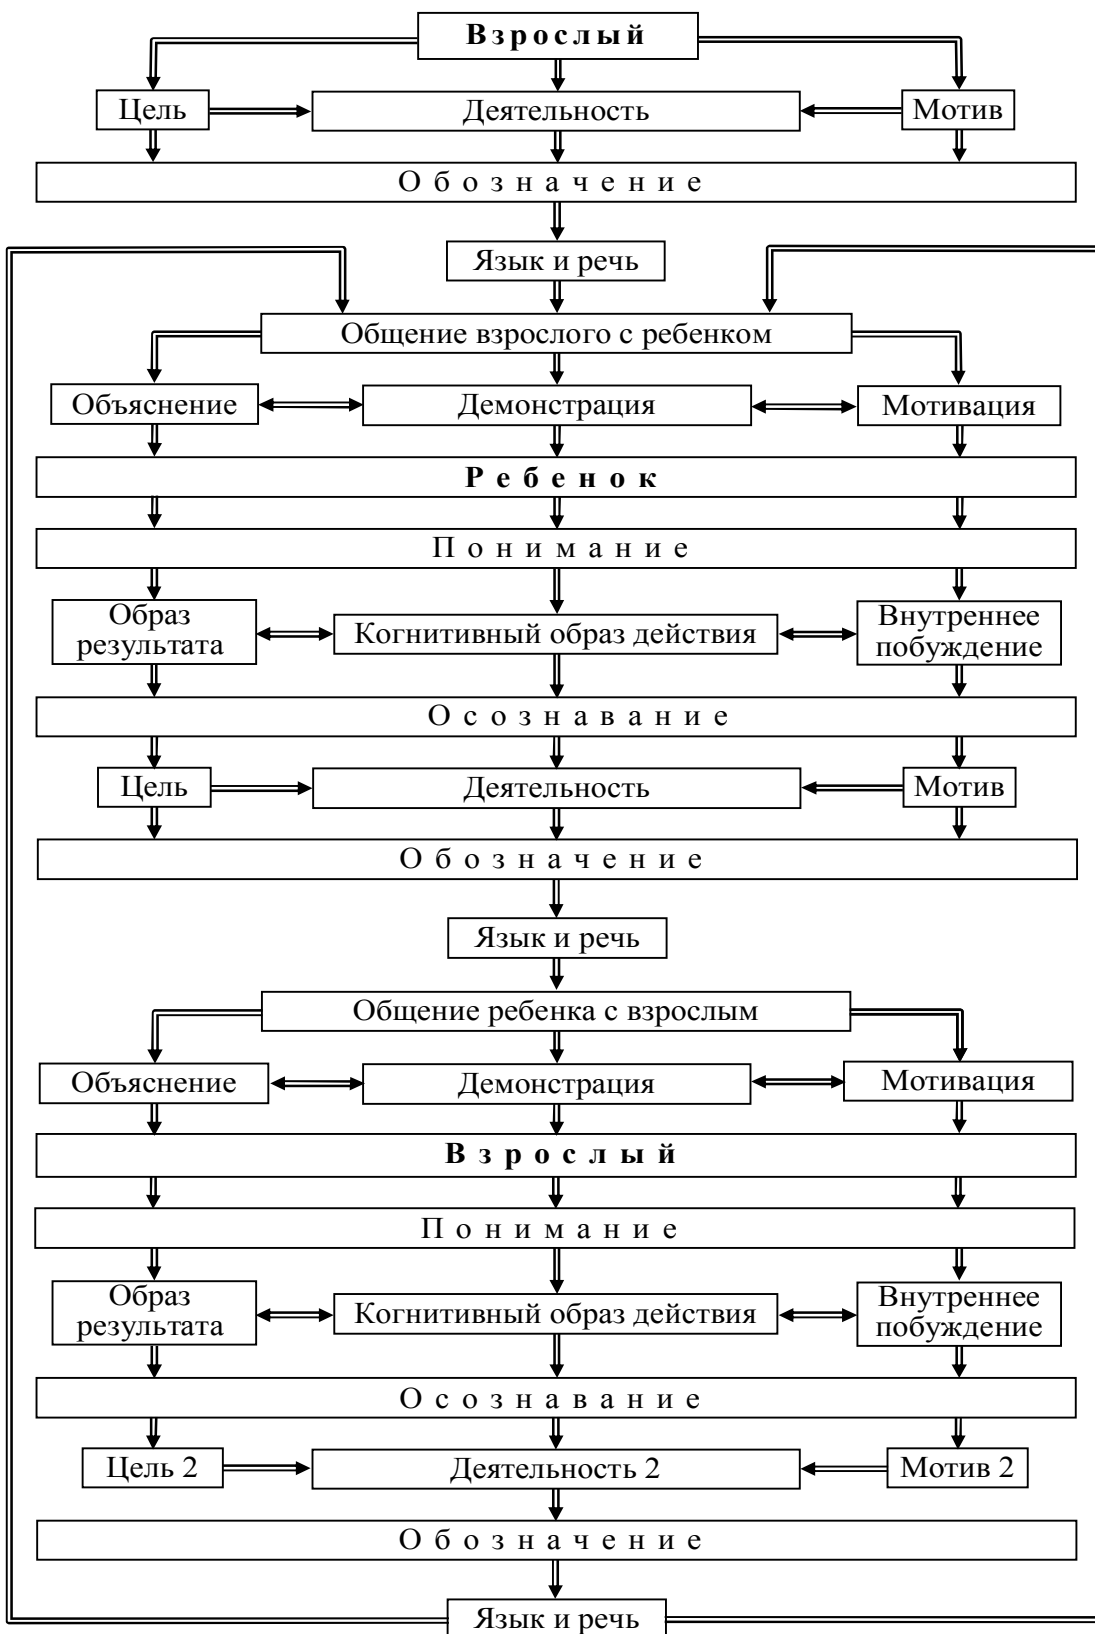 Взрослый
Цель
Деятельность
Мотив
Обозначение
Язык и речь
Общение взрослого с ребенком
Объяснение
Демонстрация
Мотивация
Ребенок
Понимание
Образ
результата
Когнитивный образ действия
Внутреннее
побуждение
Осознавание
Цель
Деятельность
Мотив
Обозначение
Язык и речь
Общение ребенка с взрослым
Объяснение
Демонстрация
Мотивация
Взрослый
Понимание
Образ
результата
Когнитивный образ действия
Внутреннее
побуждение
Осознавание
Цель 2
Деятельность 2
Мотив 2
Обозначение
Язык и речь